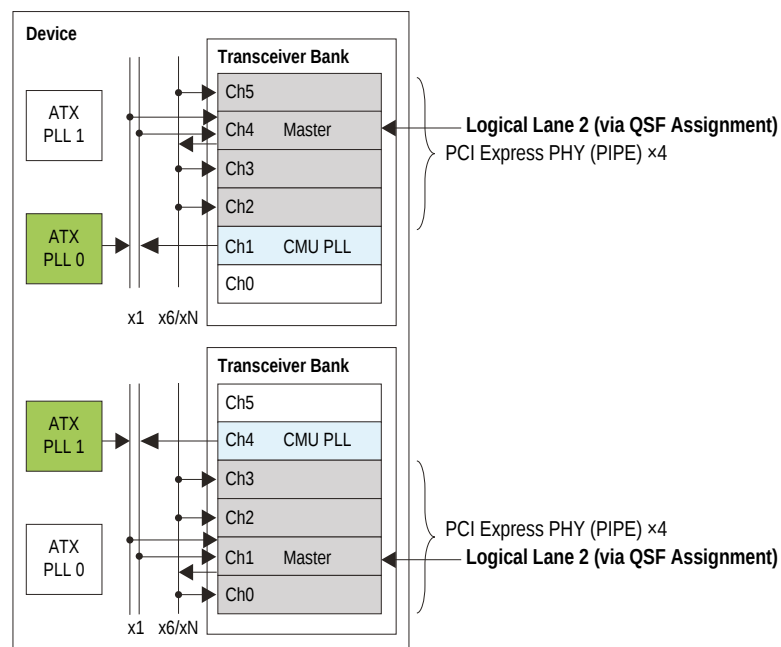 Device
Transceiver Bank
ATX
PLL 1
Ch5
Ch4 Master
Logical Lane 2 (via QSF Assignment)
PCI Express PHY (PIPE) ×4
Ch3
Ch2
ATX
PLL 0
Ch1 CMU PLL
Ch0
x1 x6/xN
Transceiver Bank
Ch5
ATX
PLL 1
Ch4 CMU PLL
Ch3
Ch2
ATX
PLL 0
PCI Express PHY (PIPE) ×4
Ch1 Master
Logical Lane 2 (via QSF Assignment)
Ch0
x1 x6/xN